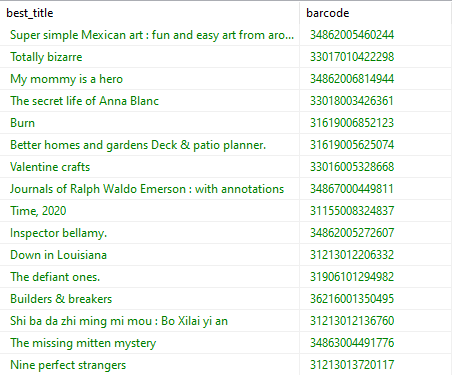 best_title barcode
Super simple Mexican art : fun and easy art from aro... 34862005460244
Totally bizarre 33017010422298
My mommy is a hero 34862006814944
The secret life of Anna Blanc 33018003426361
Burn 31619006852123
Better homes and gardens Deck & patio planner. 31619005625074
Valentine crafts 33016005328668
Journals of Ralph Waldo Emerson : with annotations 34867000449811
Time, 2020 31155008324837
Inspector bellamy. 34862005272607
Down in Louisiana 31213012206332
The defiant ones. 31906101294982
Builders & breakers 36216001350495
Shi ba da zhi ming mi mou : Bo Xilai yi an 31213012136760
The missing mitten mystery 34863004491776
Nine perfect strangers 31213013720117